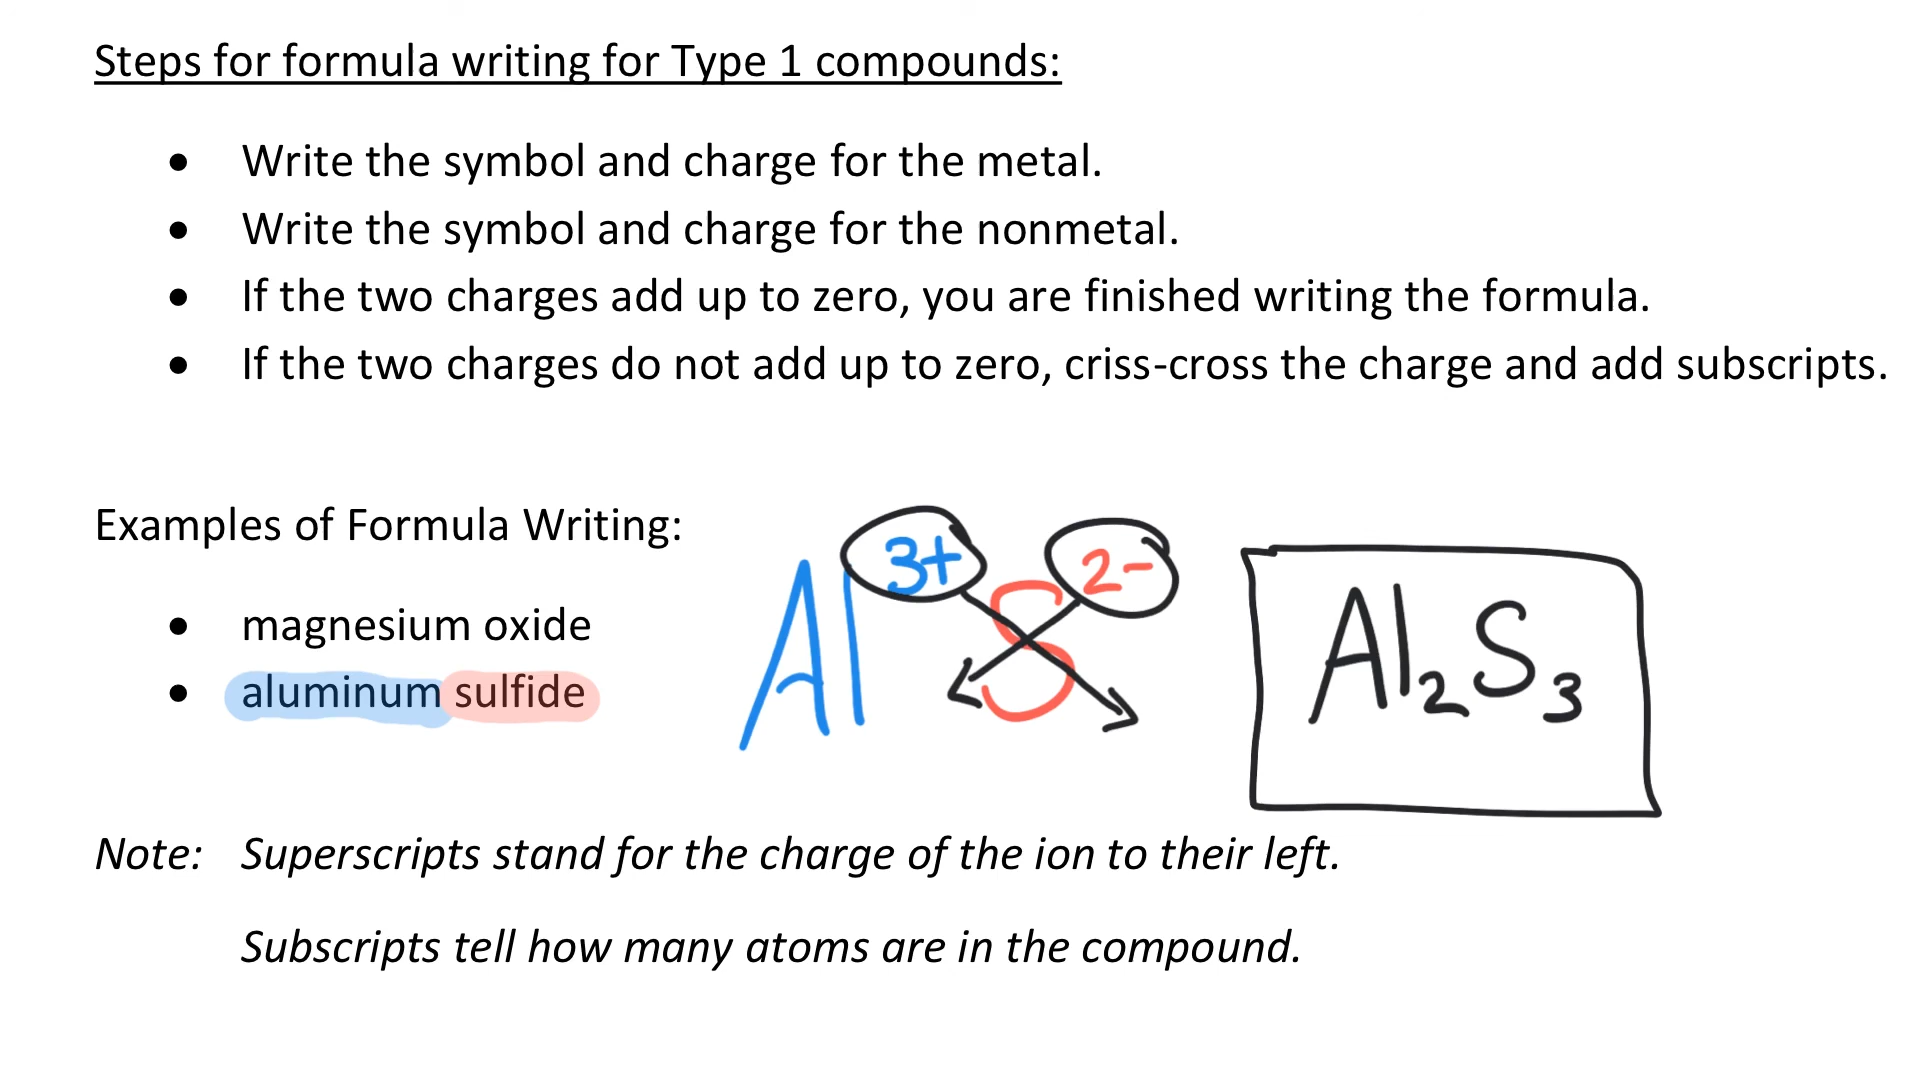 Steps for formula writing for Type 1 compounds:
• Write the symbol and charge for the metal.
• Write the symbol and charge for the nonmetal.
• If the two charges add up to zero, you are finished writing the formula.
• If the two charges do not add up to zero, criss-cross the charge and add subscripts.
Examples of Formula Writing:
• magnesium oxide
• aluminum sulfide
Al³⁺ S²⁻
Al₂S₃
Note: Superscripts stand for the charge of the ion to their left.
Subscripts tell how many atoms are in the compound.